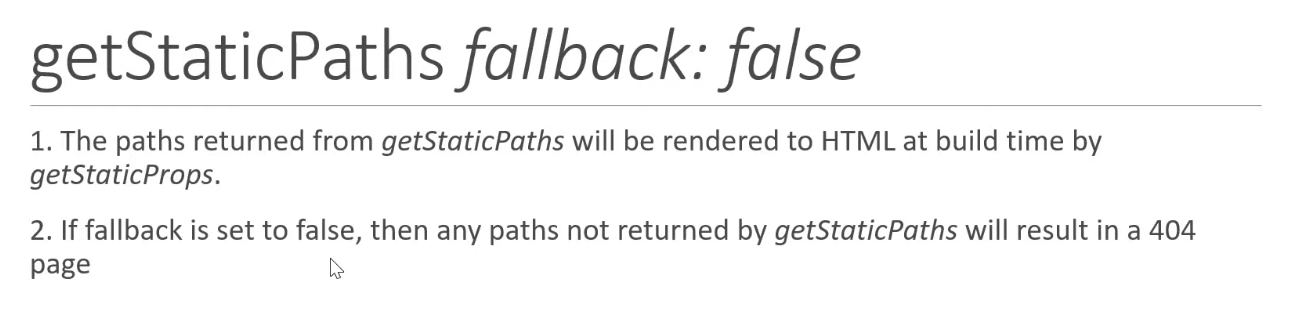 getStaticPaths fallback: false
1. The paths returned from getStaticPaths will be rendered to HTML at build time by
getStaticProps.
2. If fallback is set to false, then any paths not returned by getStaticPaths will result in a 404
page